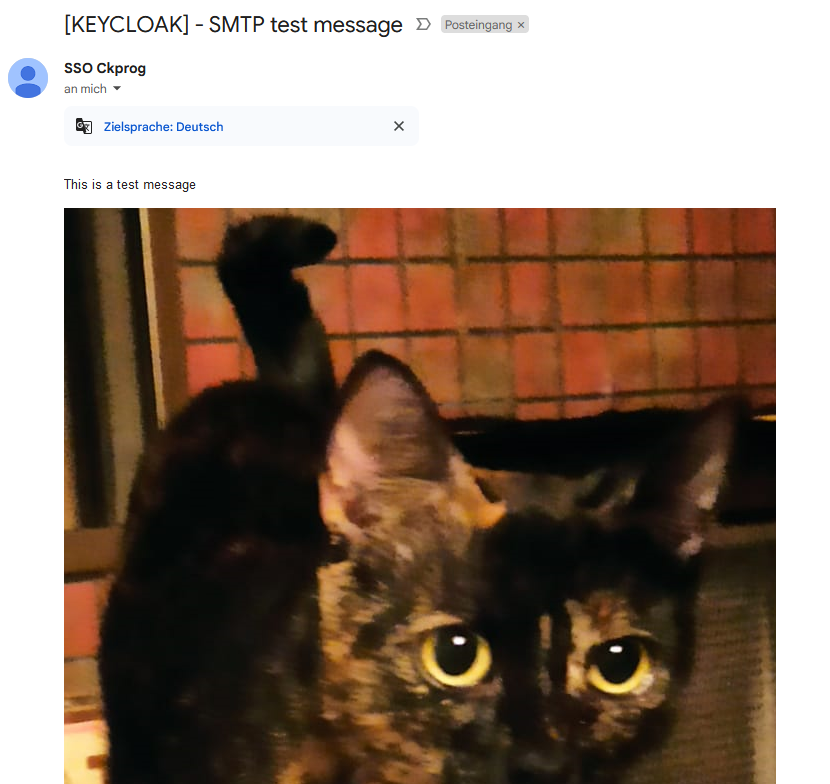 [KEYCLOAK] - SMTP test message Posteingang ×
SSO Ckprog
an mich
Zielsprache: Deutsch
This is a test message